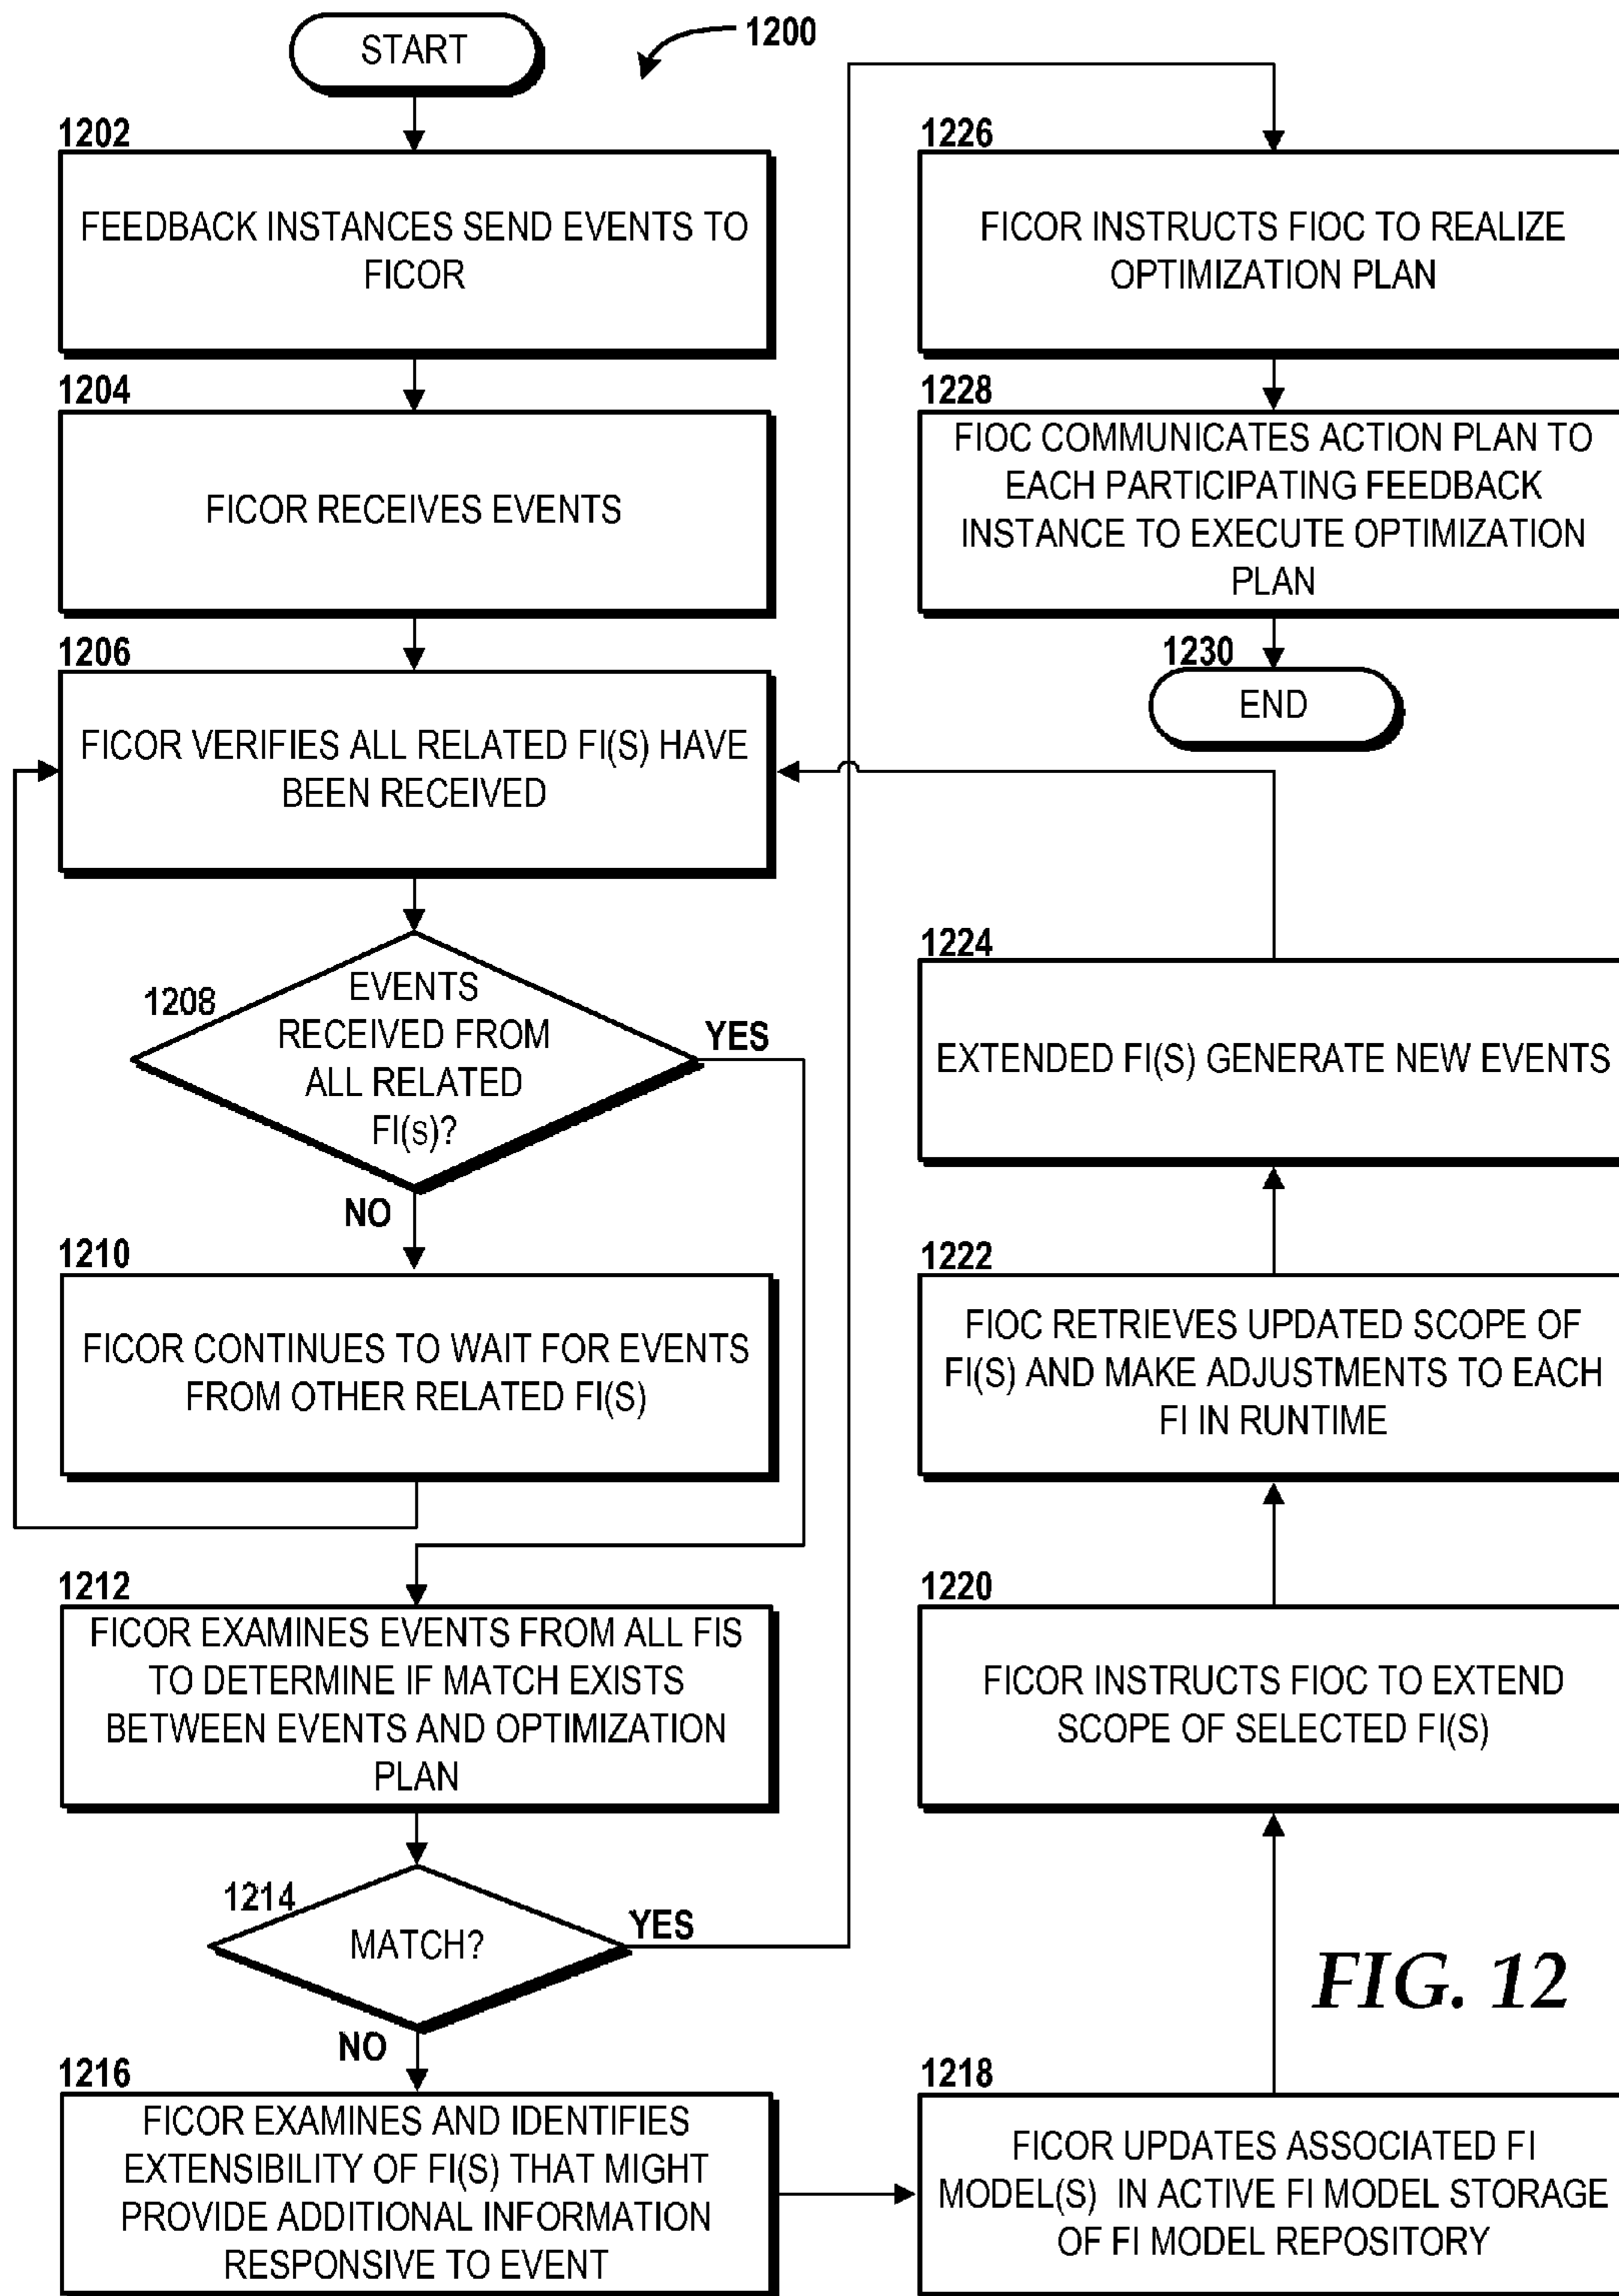 START
1200
1202
FEEDBACK INSTANCES SEND EVENTS TO
FICOR
1204
FICOR RECEIVES EVENTS
1206
FICOR VERIFIES ALL RELATED FI(S) HAVE
BEEN RECEIVED
1208
EVENTS
RECEIVED FROM
ALL RELATED
FI(S)?
YES
NO
1210
FICOR CONTINUES TO WAIT FOR EVENTS
FROM OTHER RELATED FI(S)
1212
FICOR EXAMINES EVENTS FROM ALL FIS
TO DETERMINE IF MATCH EXISTS
BETWEEN EVENTS AND OPTIMIZATION
PLAN
1214
MATCH?
YES
NO
1216
FICOR EXAMINES AND IDENTIFIES
EXTENSIBILITY OF FI(S) THAT MIGHT
PROVIDE ADDITIONAL INFORMATION
RESPONSIVE TO EVENT
1218
FICOR UPDATES ASSOCIATED FI
MODEL(S) IN ACTIVE FI MODEL STORAGE
OF FI MODEL REPOSITORY
1220
FICOR INSTRUCTS FIOC TO EXTEND
SCOPE OF SELECTED FI(S)
1222
FIOC RETRIEVES UPDATED SCOPE OF
FI(S) AND MAKE ADJUSTMENTS TO EACH
FI IN RUNTIME
1224
EXTENDED FI(S) GENERATE NEW EVENTS
1226
FICOR INSTRUCTS FIOC TO REALIZE
OPTIMIZATION PLAN
1228
FIOC COMMUNICATES ACTION PLAN TO
EACH PARTICIPATING FEEDBACK
INSTANCE TO EXECUTE OPTIMIZATION
PLAN
1230
END
FIG. 12